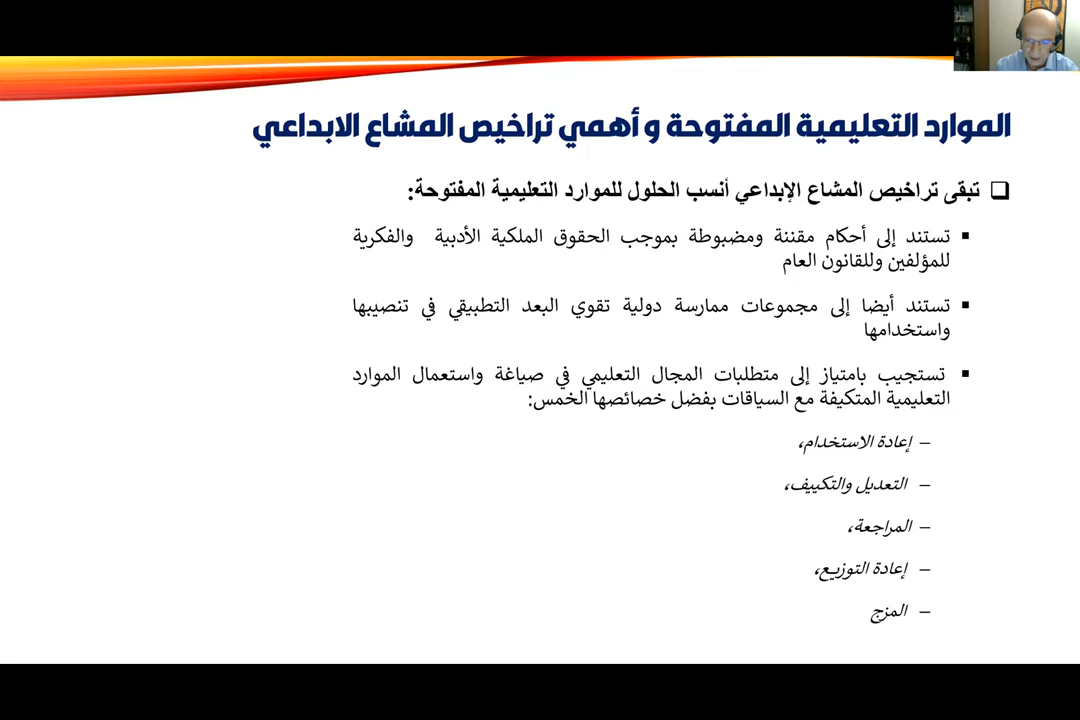 الموارد التعليمية المفتوحة و أهمي تراخيص المشاع الابداعي
❑ تبقى تراخيص المشاع الإبداعي أنسب الحلول للموارد التعليمية المفتوحة:
▪ تستند إلى أحكام مقننة ومضبوطة بموجب الحقوق الملكية الأدبية والفكرية
للمؤلفين وللقانون العام
▪ تستند أيضا إلى مجموعات ممارسة دولية تقوي البعد التطبيقي في تنصيبها
واستخدامها
▪ تستجيب بامتياز إلى متطلبات المجال التعليمي في صياغة واستعمال الموارد
التعليمية المتكيفة مع السياقات بفضل خصائصها الخمس:
– إعادة الاستخدام،
– التعديل والتكييف،
– المراجعة،
– إعادة التوزيع،
– المزج